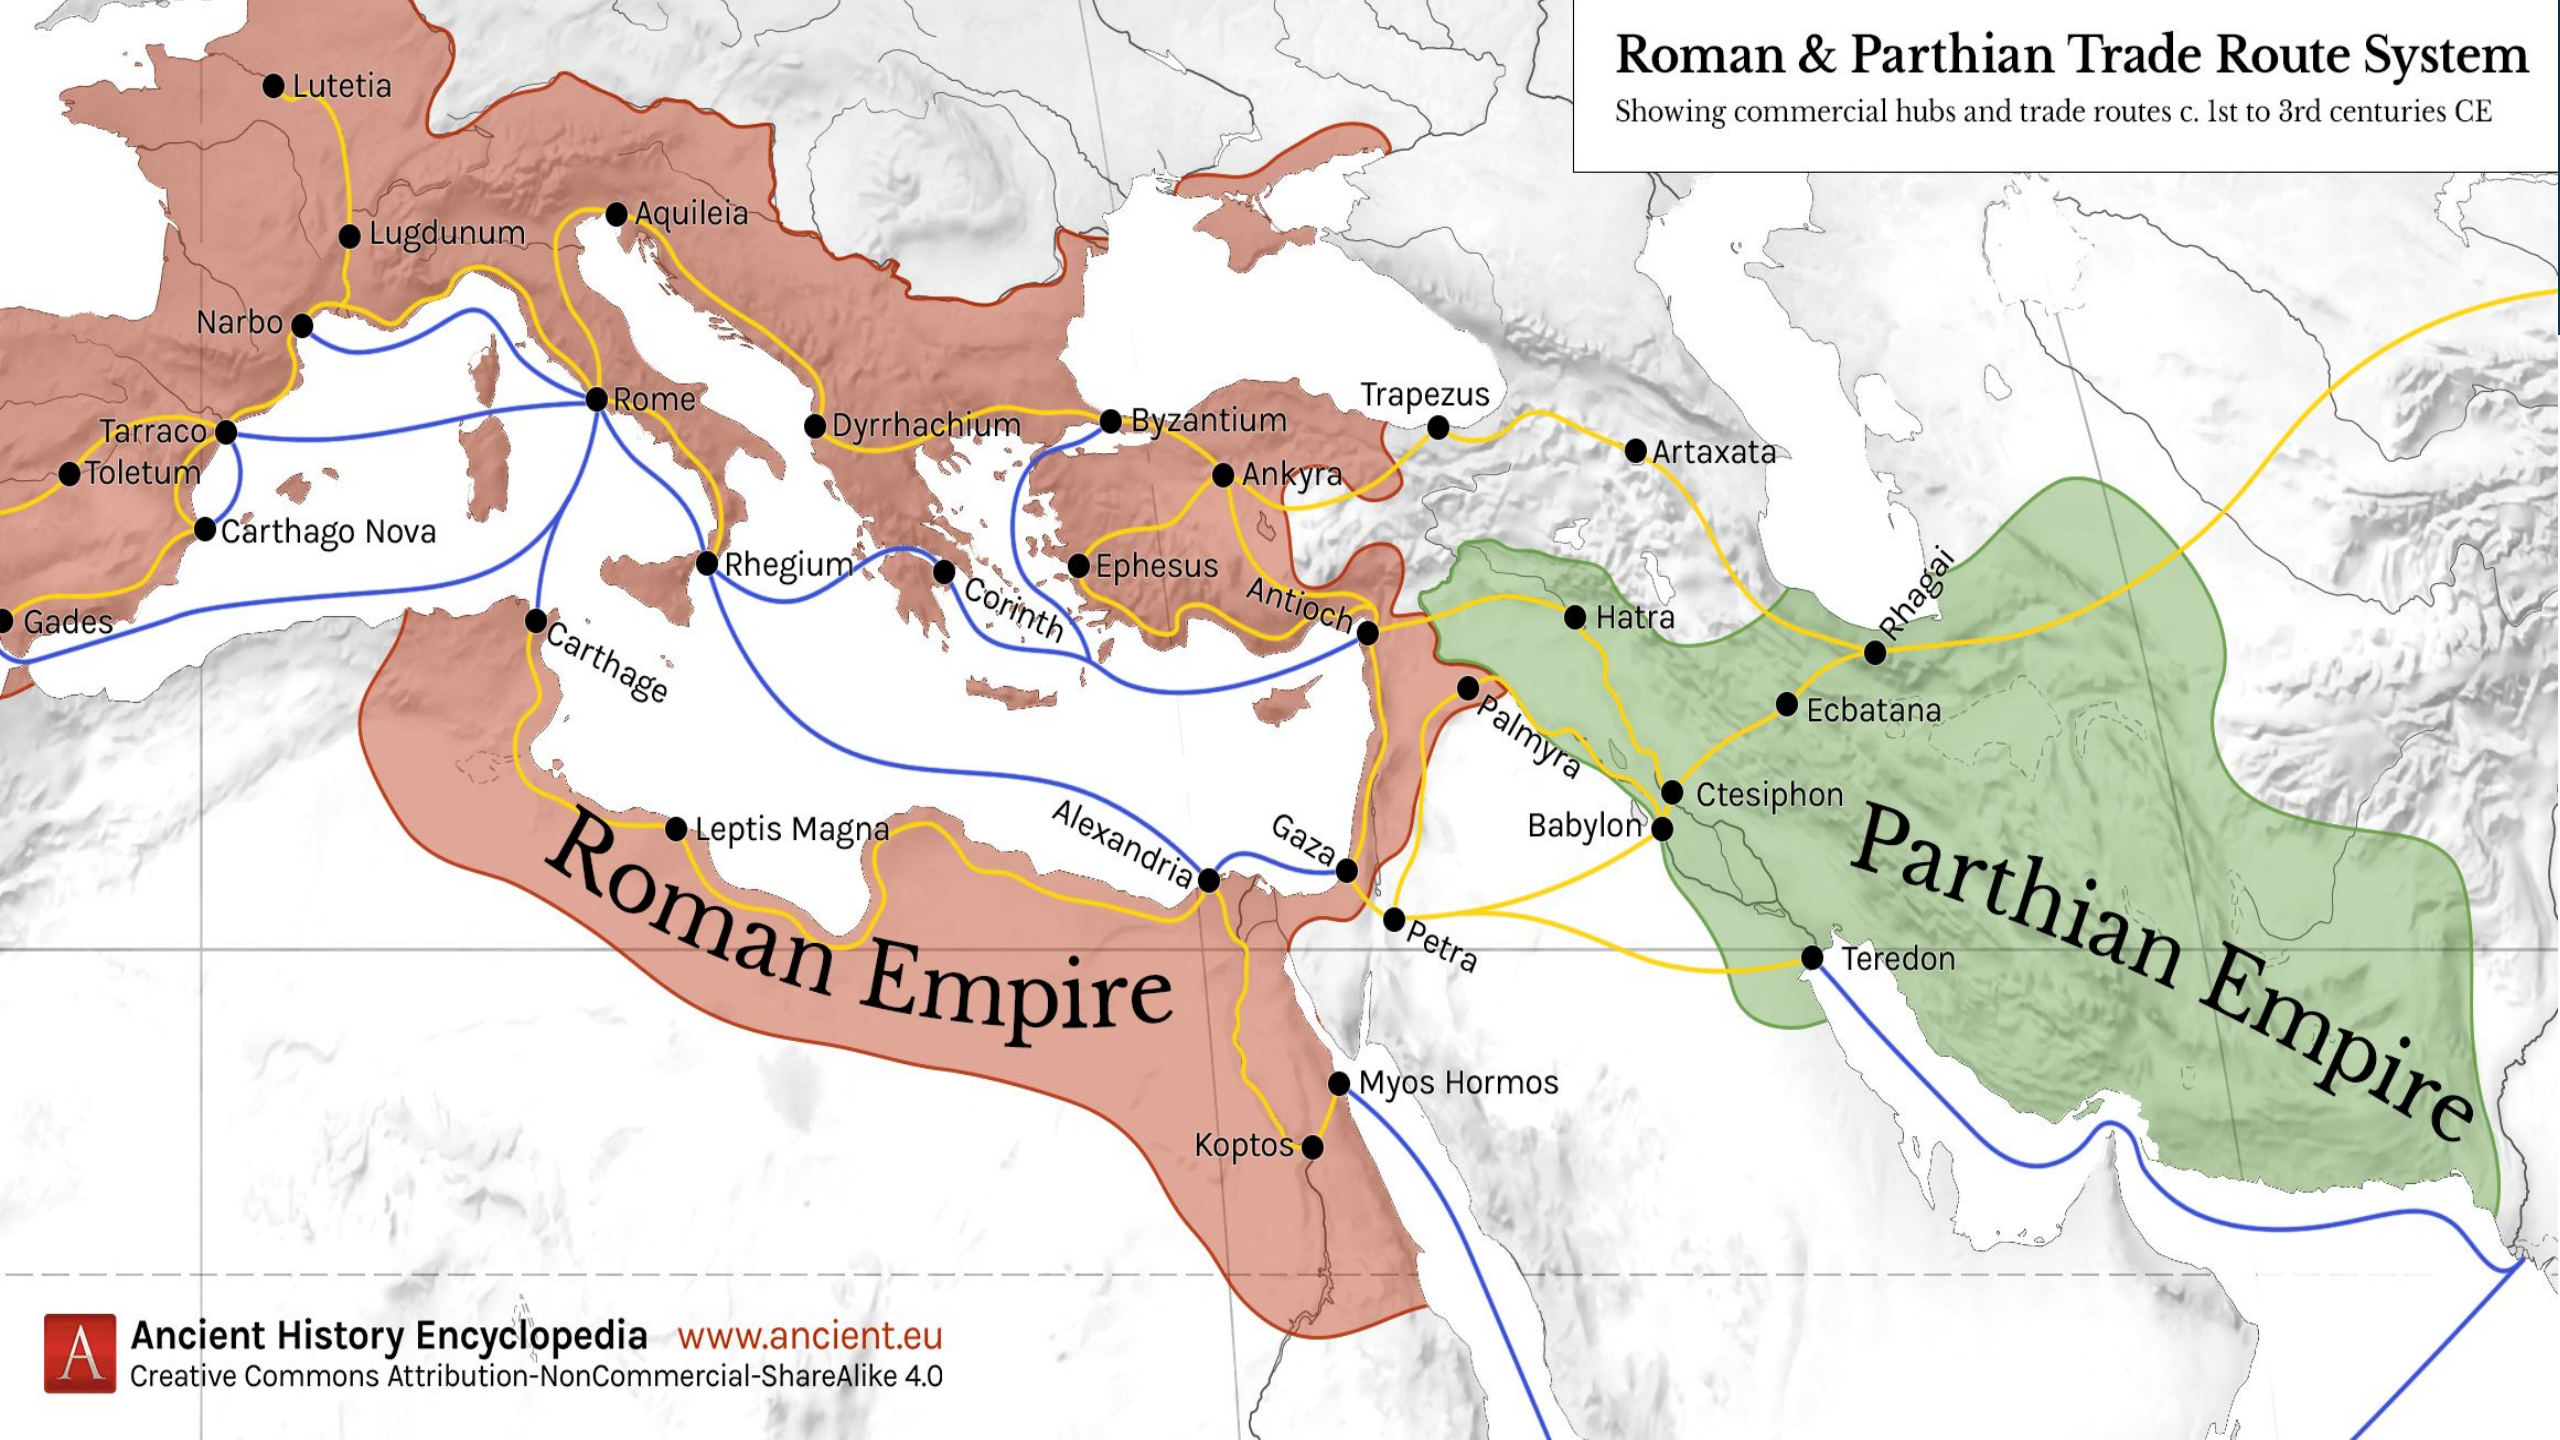 Roman & Parthian Trade Route System
Showing commercial hubs and trade routes c. 1st to 3rd centuries CE
Lutetia
Aquileia
Lugdunum
Narbo
Rome
Trapezus
Tarraco
Dyrrhachium
Byzantium
Artaxata
Toletum
Ankyra
Carthago Nova
Rhegium
Ephesus
Corinth
Antioch
Hatra
Rhagai
Gades
Carthage
Palmyra
Ecbatana
Ctesiphon
Babylon
Leptis Magna
Alexandria
Gaza
Petra
Teredon
Roman Empire
Parthian Empire
Myos Hormos
Koptos
A
Ancient History Encyclopedia www.ancient.eu
Creative Commons Attribution-NonCommercial-ShareAlike 4.0